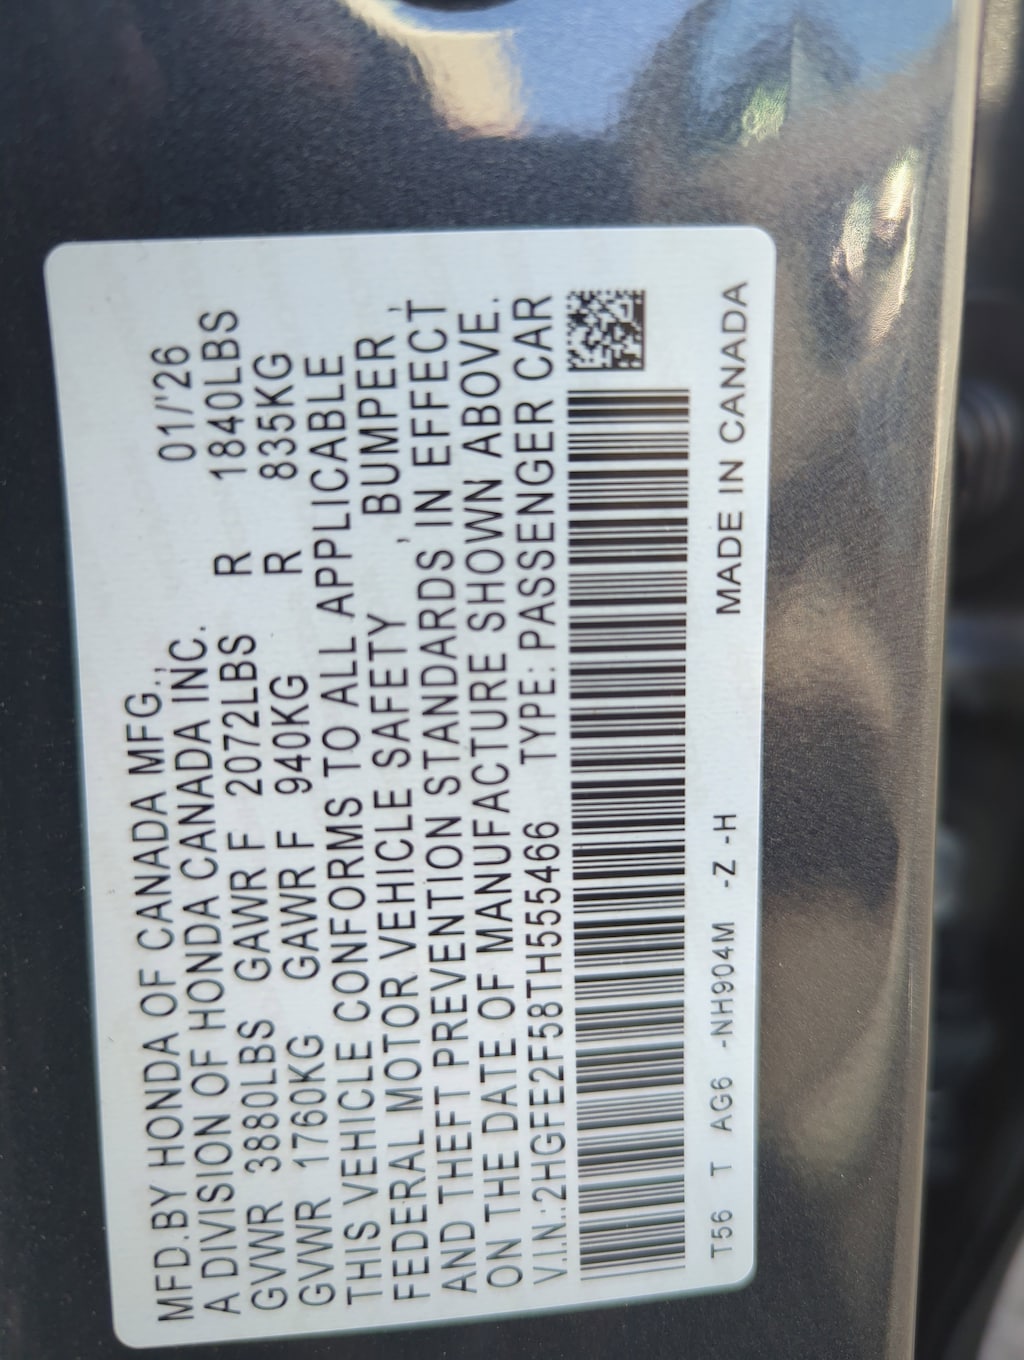 MFD.BY HONDA OF CANADA MFG.,
A DIVISION OF HONDA CANADA INC. 01/'26
GVWR 3880LBS GAWR F 2072LBS R 1840LBS
GVWR 1760KG GAWR F 940KG R 835KG
THIS VEHICLE CONFORMS TO ALL APPLICABLE
FEDERAL MOTOR VEHICLE SAFETY , BUMPER ,
AND THEFT PREVENTION STANDARDS IN EFFECT
ON THE DATE OF MANUFACTURE SHOWN ABOVE.
V.I.N.:2HGFE2F58TH555466 TYPE: PASSENGER CAR
T56 T AG6 -NH904M -Z -H MADE IN CANADA